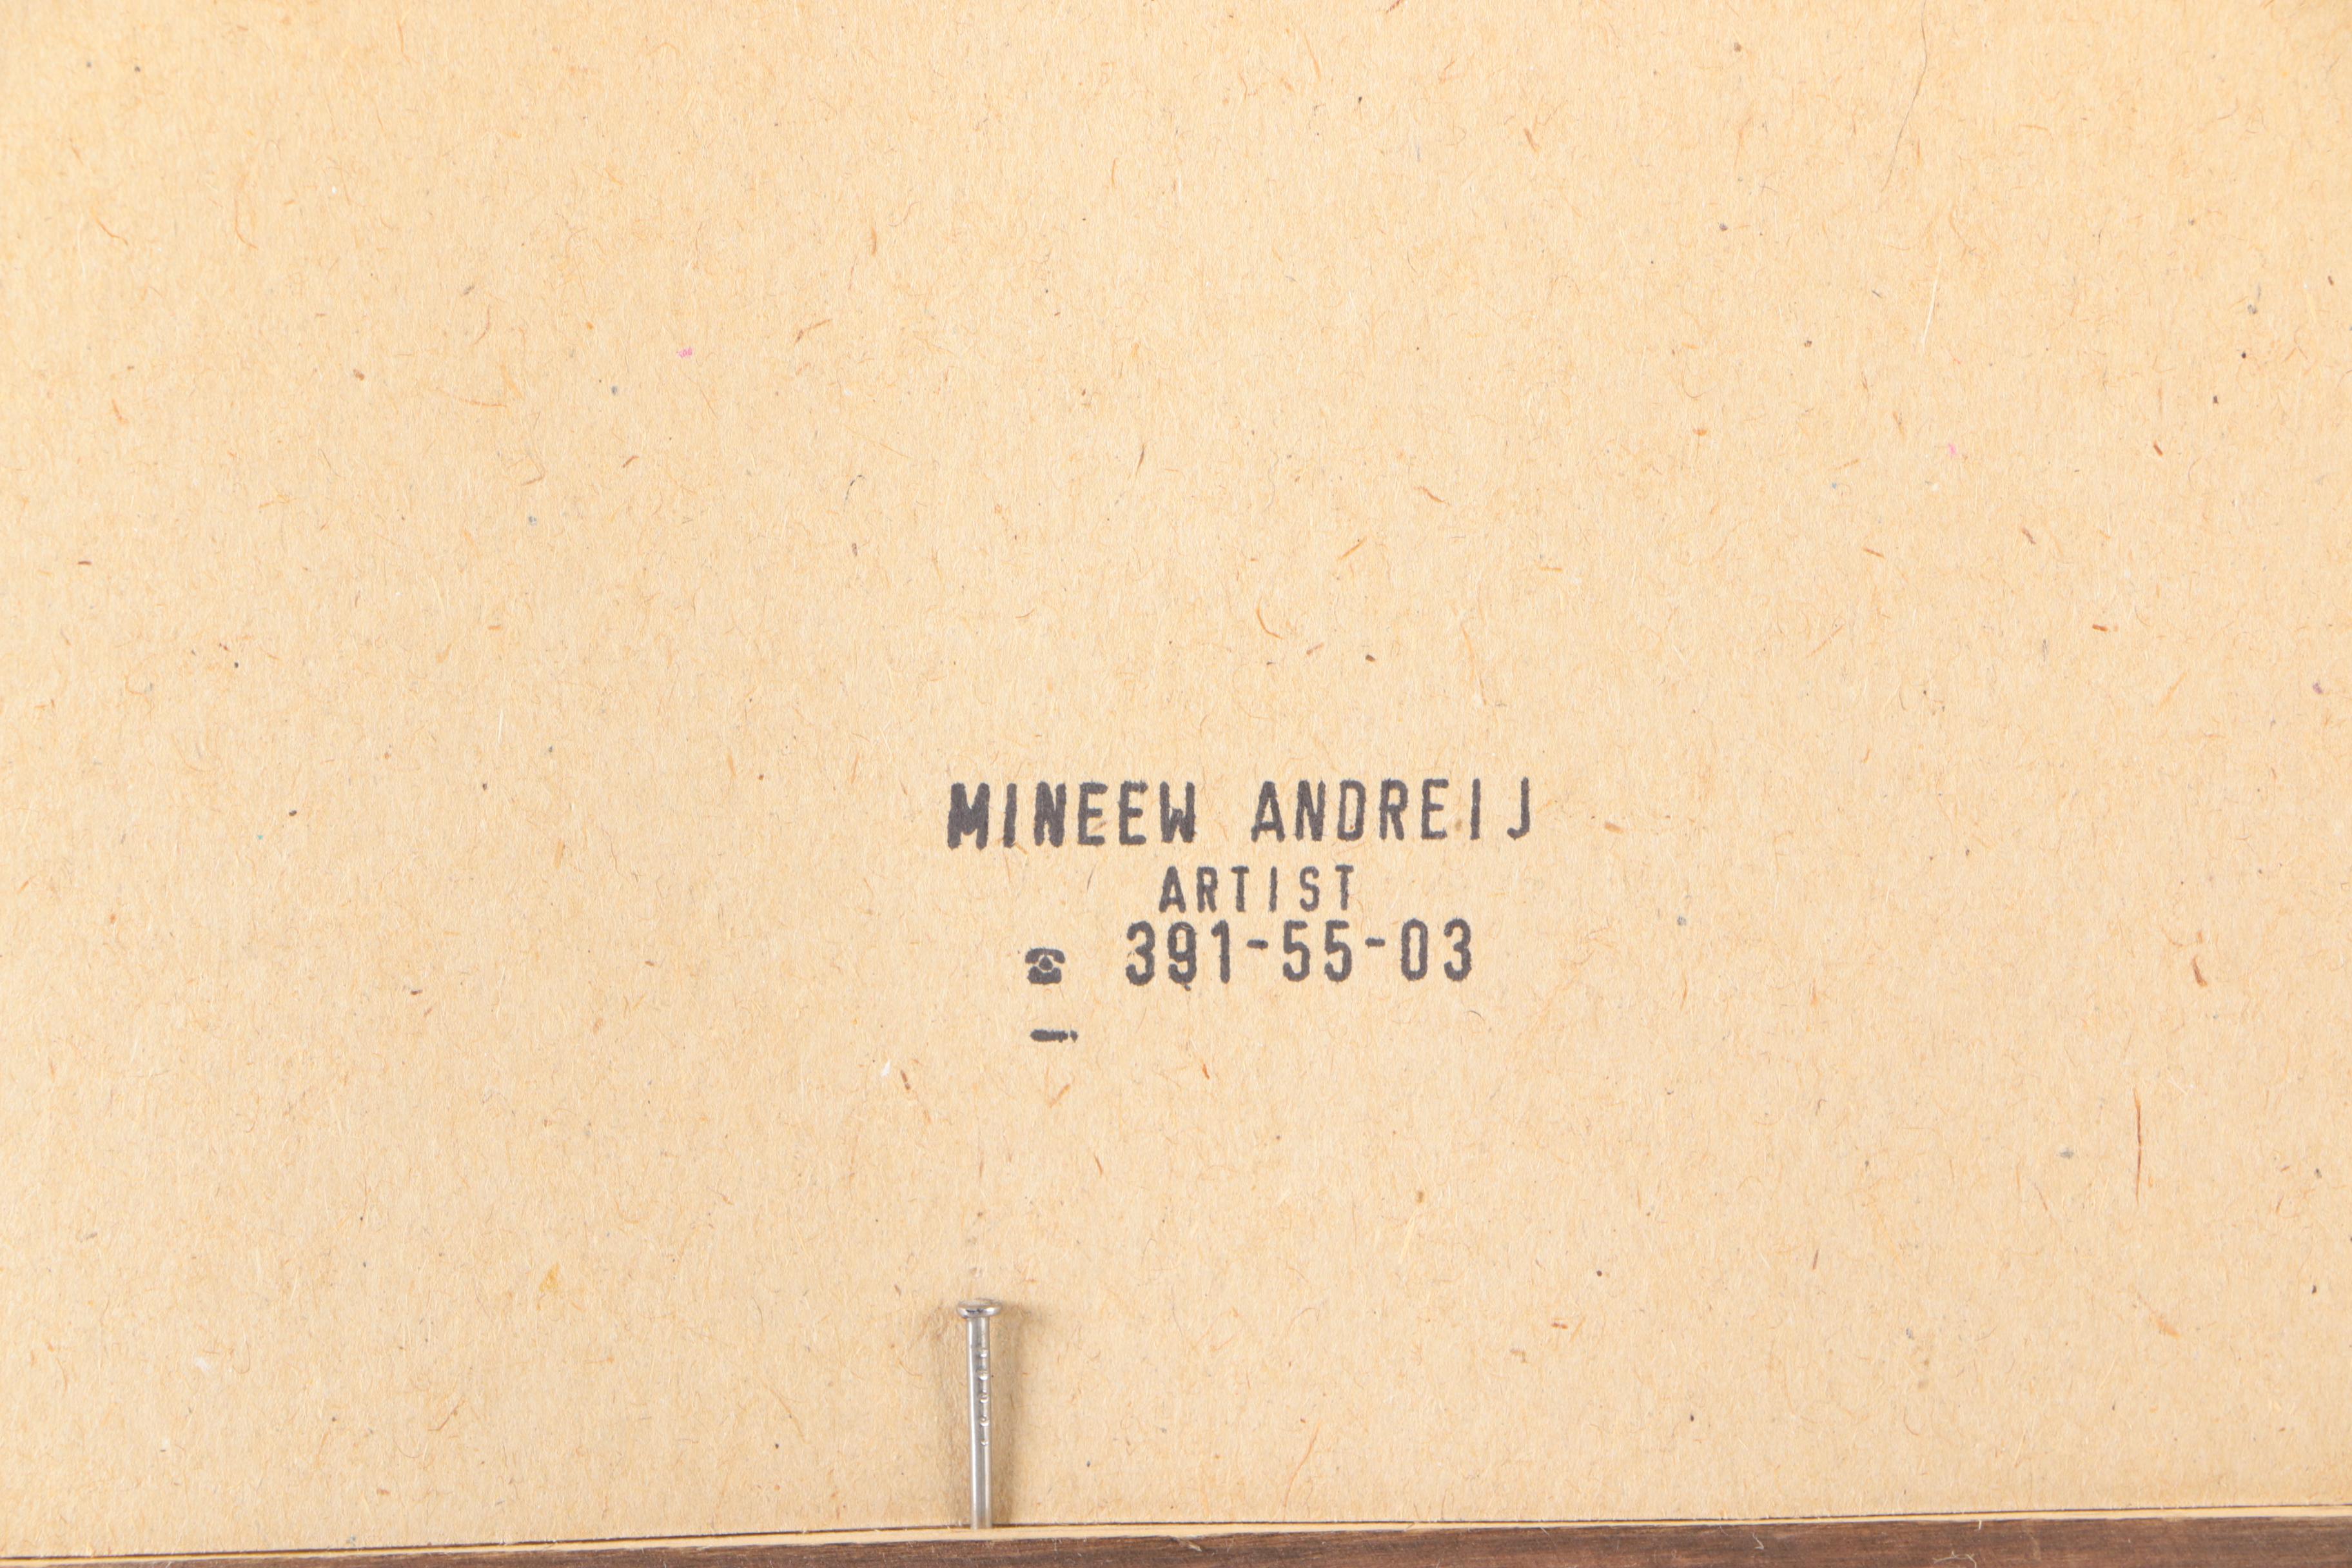 MINEEW ANDREIJ
ARTIST
☎ 391-55-03